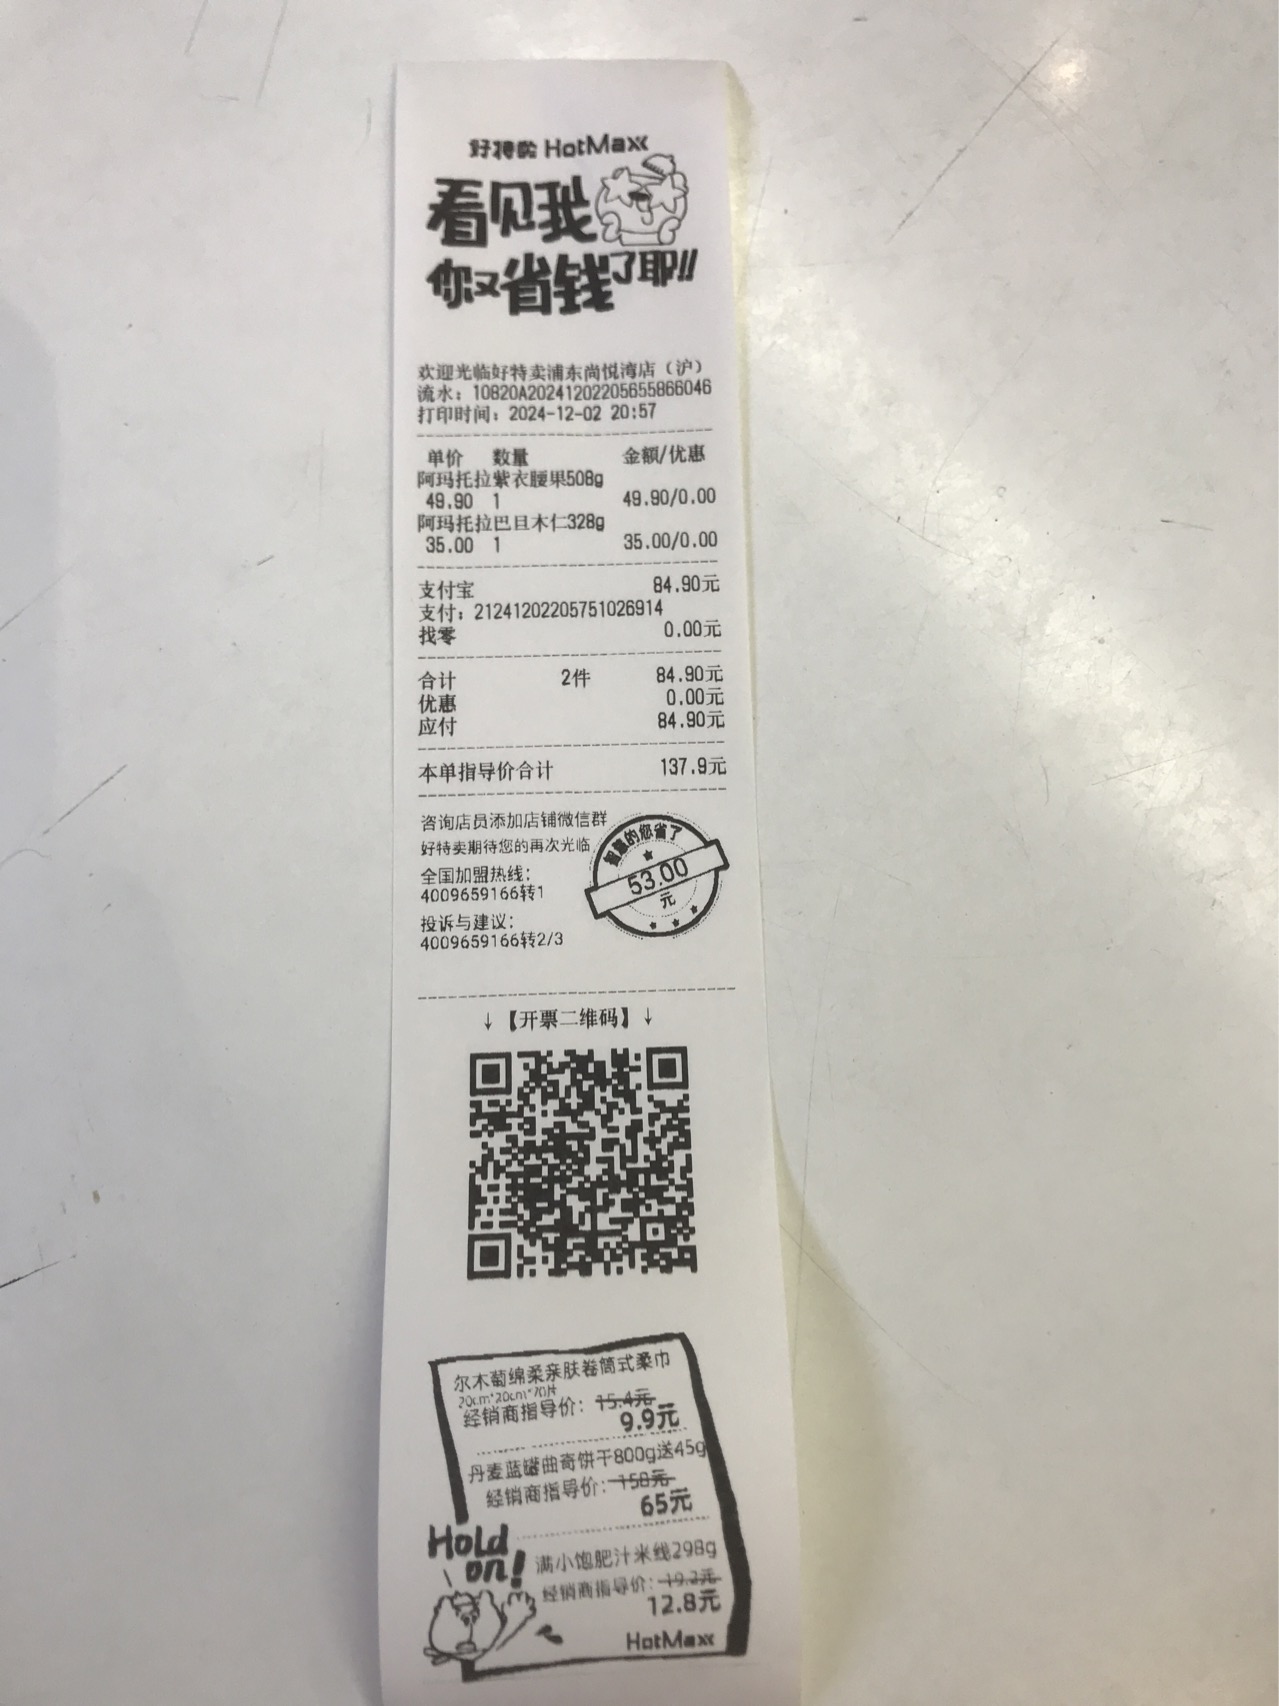 好特卖 HotMaxx
看见我
你又省钱了耶!!
欢迎光临好特卖浦东尚悦湾店（沪）
流水：10820A20241202205655866046
打印时间：2024-12-02 20:57
单价 数量 金额/优惠
阿玛托拉紫衣腰果508g
49.90 1 49.90/0.00
阿玛托拉巴旦木仁328g
35.00 1 35.00/0.00
支付宝 84.90元
支付：21241202205751026914
找零 0.00元
合计 2件 84.90元
优惠 0.00元
应付 84.90元
本单指导价合计 137.9元
咨询店员添加店铺微信群
好特卖期待您的再次光临
全国加盟热线：
4009659166转1
投诉与建议：
4009659166转2/3
智慧的您省了
53.00
元
↓【开票二维码】↓
尔木萄绵柔亲肤卷筒式柔巾
20cm*20cm*70片
经销商指导价：15.4元
9.9元
丹麦蓝罐曲奇饼干800g送45g
经销商指导价：158元
65元
Hold on!
满小饱肥汁米线298g
经销商指导价：19.2元
12.8元
HotMaxx